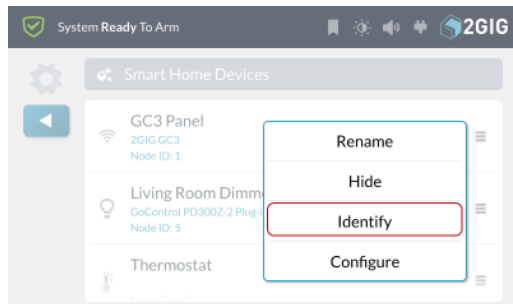 System Ready To Arm
2GIG
Smart Home Devices
GC3 Panel
2GIG GC3
Node ID: 1
Living Room Dimm
GoControl PD300Z-2 Plug-i
Node ID: 5
Thermostat
Rename
Hide
Identify
Configure